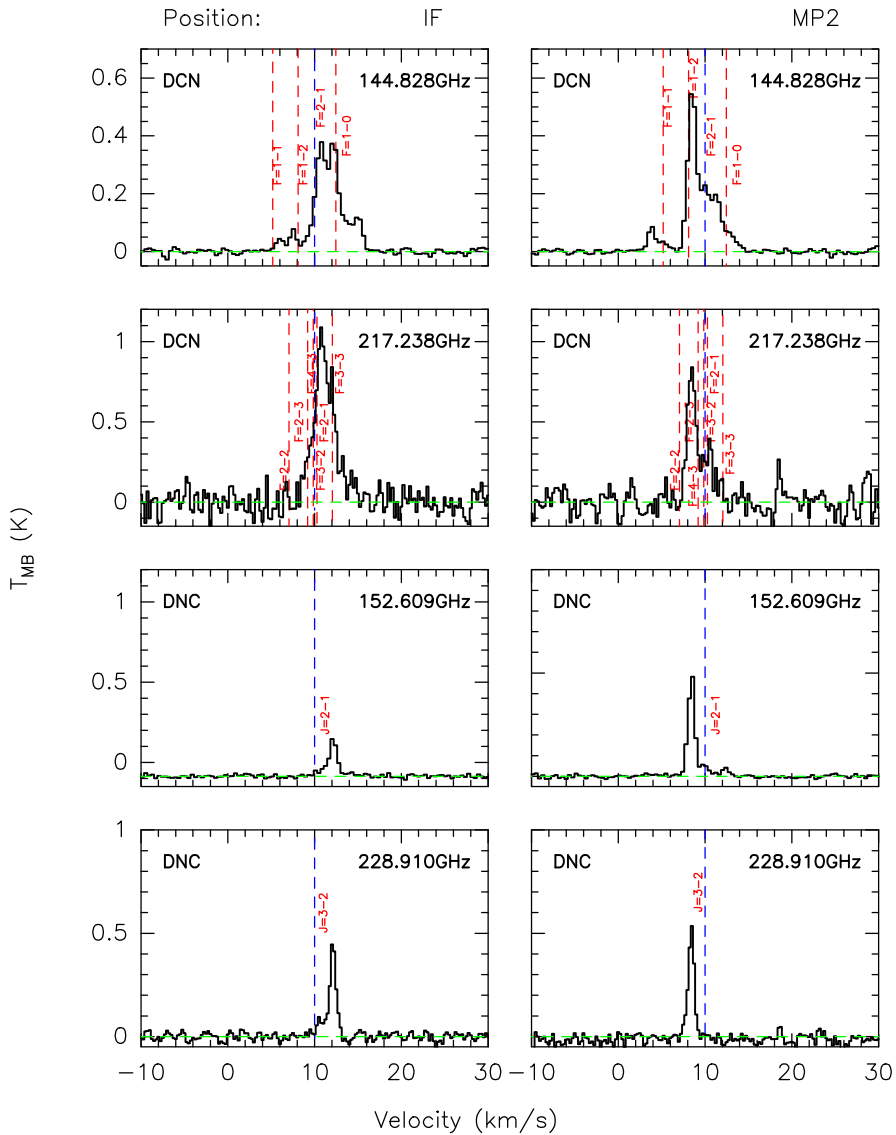 Position: IF MP2
DCN 144.828GHz
F=1-1
F=1-2
F=2-1
F=1-0
0.6
0.4
0.2
0
DCN 144.828GHz
F=1-1
F=1-2
F=2-1
F=1-0
DCN 217.238GHz
F=2-2
F=2-3
F=4-3
F=3-2
F=2-1
F=3-3
1
0.5
0
DCN 217.238GHz
F=2-2
F=2-3
F=4-3
F=3-2
F=2-1
F=3-3
DNC 152.609GHz
J=2-1
1
0.5
0
DNC 152.609GHz
J=2-1
DNC 228.910GHz
J=3-2
1
0.5
0
DNC 228.910GHz
J=3-2
T_MB (K)
-10 0 10 20 30
-10 0 10 20 30
Velocity (km/s)